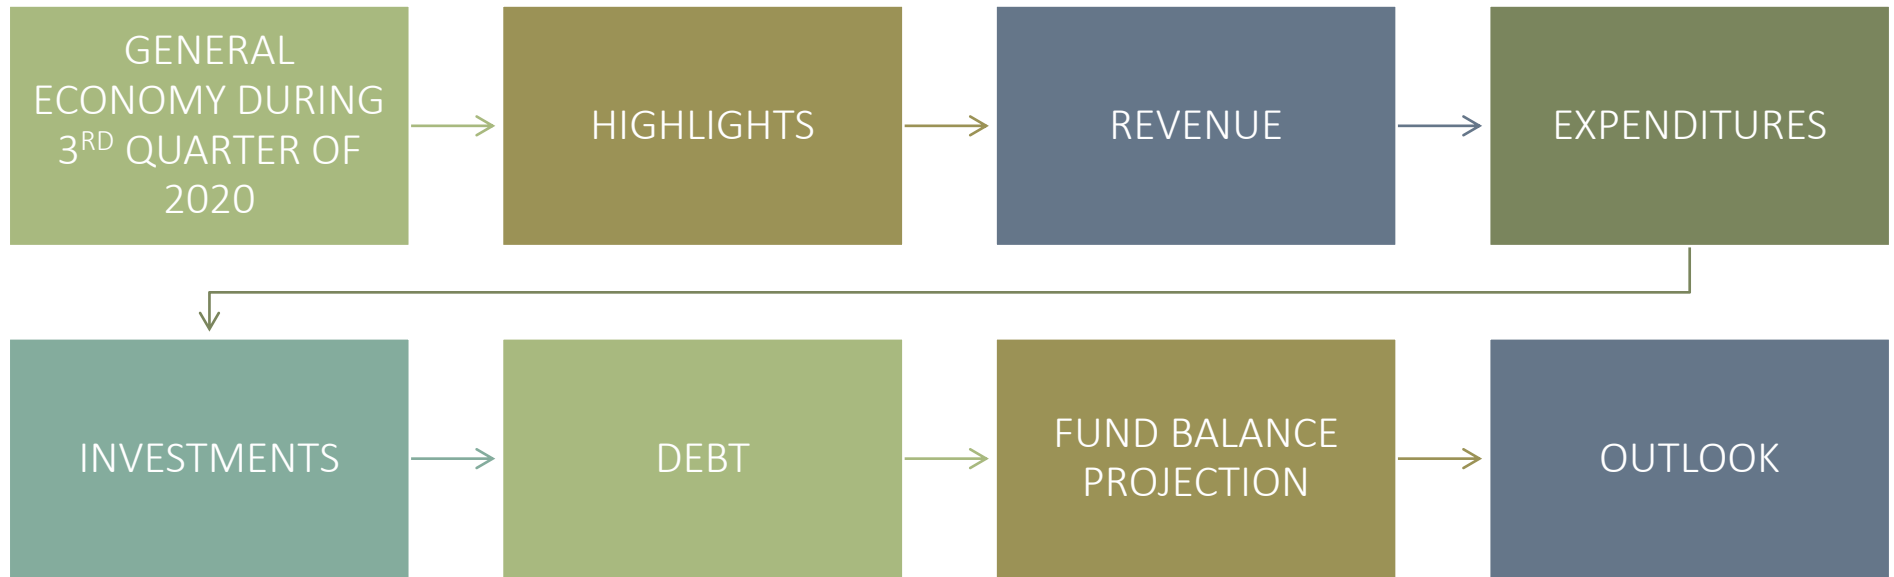 GENERAL
ECONOMY DURING
3RD QUARTER OF
2020
HIGHLIGHTS
REVENUE
EXPENDITURES
INVESTMENTS
DEBT
FUND BALANCE
PROJECTION
OUTLOOK